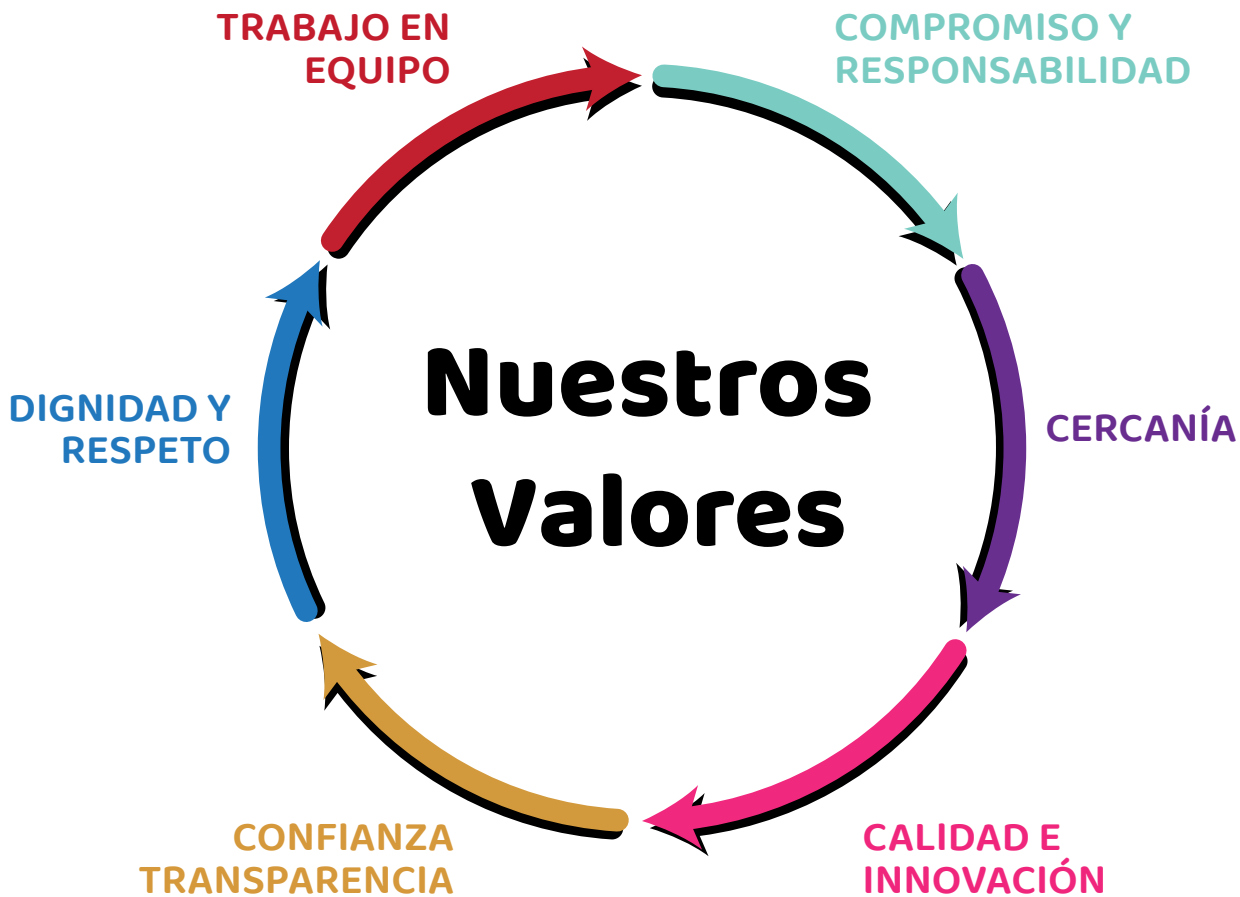 TRABAJO EN
EQUIPO
COMPROMISO Y
RESPONSABILIDAD
DIGNIDAD Y
RESPETO
Nuestros
Valores
CERCANÍA
CONFIANZA
TRANSPARENCIA
CALIDAD E
INNOVACIÓN